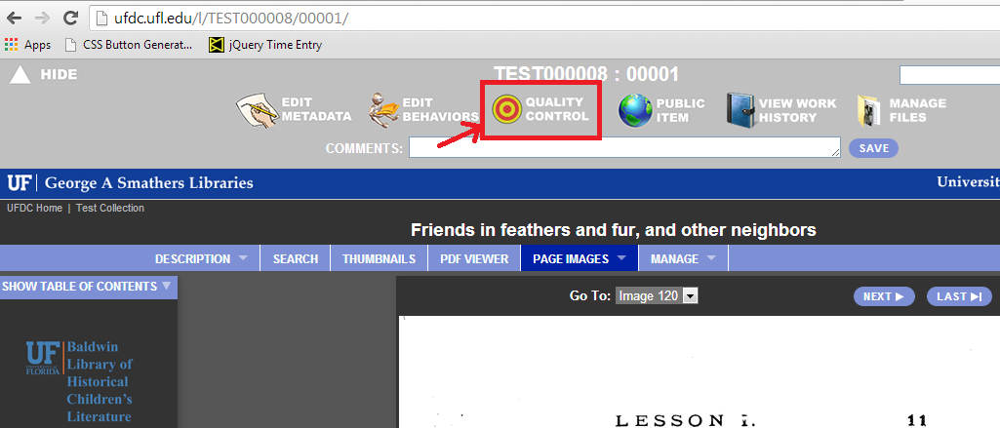 ufdc.ufl.edu/l/TEST000008/00001/
Apps CSS Button Generat... jQuery Time Entry
HIDE TEST000008 : 00001
EDIT METADATA
EDIT BEHAVIORS
QUALITY CONTROL
PUBLIC ITEM
VIEW WORK HISTORY
MANAGE FILES
COMMENTS: SAVE
UF George A Smathers Libraries Universit
UFDC Home | Test Collection
Friends in feathers and fur, and other neighbors
DESCRIPTION SEARCH THUMBNAILS PDF VIEWER PAGE IMAGES MANAGE
SHOW TABLE OF CONTENTS
Go To: Image 120 NEXT LAST
UF
UNIVERSITY of
FLORIDA
Baldwin
Library of
Historical
Children's
Literature
LESSON I. 11